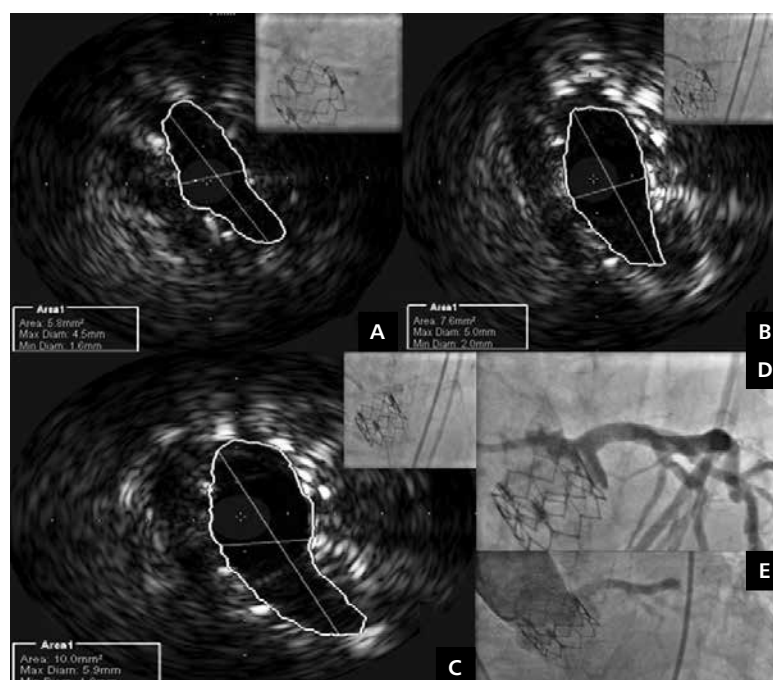 A
Area1
Area: 5.8mm²
Max Diam: 4.5mm
Min Diam: 1.6mm
B
Area1
Area: 7.6mm²
Max Diam: 5.0mm
Min Diam: 2.0mm
C
Area1
Area: 10.0mm²
Max Diam: 5.9mm
D
E